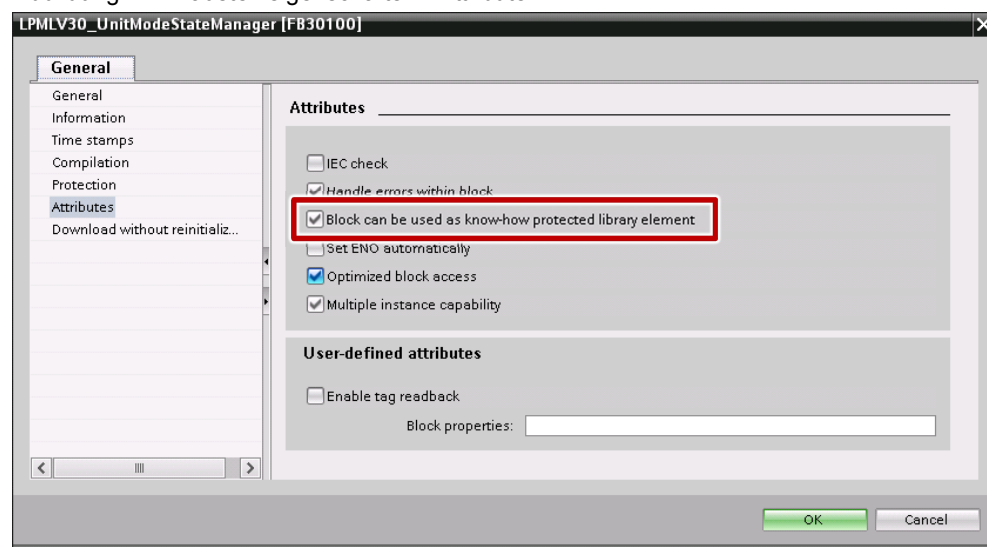 LPMLV30_UnitModeStateManager [FB30100]
General
General
Information
Time stamps
Compilation
Protection
Attributes
Download without reinitializ...
Attributes
IEC check
Handle errors within block
Block can be used as know-how protected library element
Set ENO automatically
Optimized block access
Multiple instance capability
User-defined attributes
Enable tag readback
Block properties:
OK
Cancel